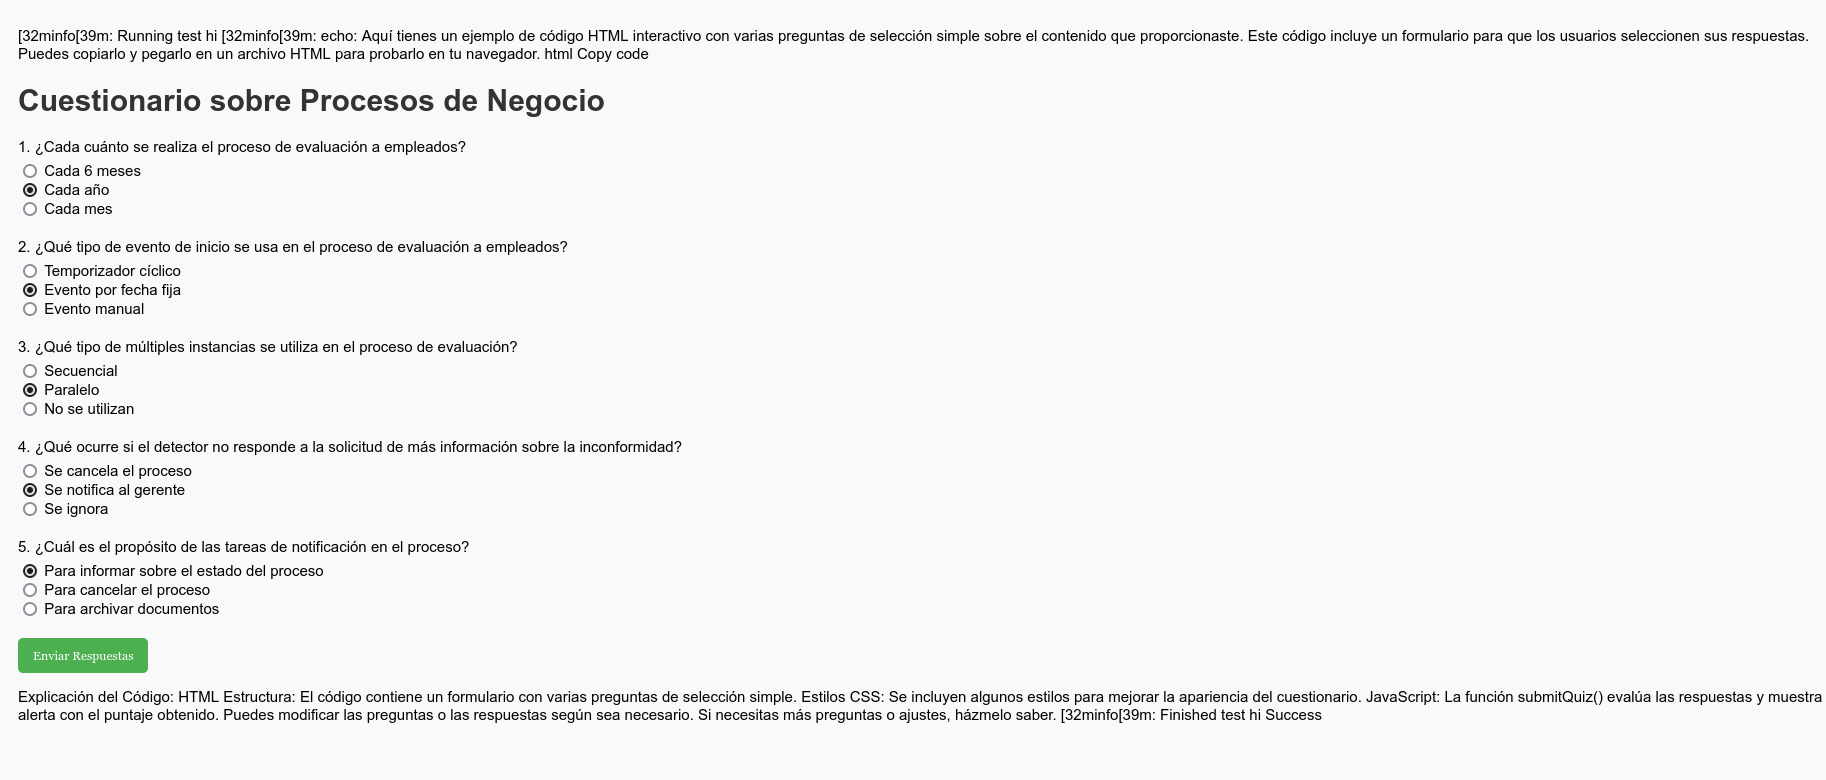 [32minfo[39m: Running test hi [32minfo[39m: echo: Aquí tienes un ejemplo de código HTML interactivo con varias preguntas de selección simple sobre el contenido que proporcionaste. Este código incluye un formulario para que los usuarios seleccionen sus respuestas.
Puedes copiarlo y pegarlo en un archivo HTML para probarlo en tu navegador. html Copy code
Cuestionario sobre Procesos de Negocio
1. ¿Cada cuánto se realiza el proceso de evaluación a empleados?
Cada 6 meses
Cada año
Cada mes
2. ¿Qué tipo de evento de inicio se usa en el proceso de evaluación a empleados?
Temporizador cíclico
Evento por fecha fija
Evento manual
3. ¿Qué tipo de múltiples instancias se utiliza en el proceso de evaluación?
Secuencial
Paralelo
No se utilizan
4. ¿Qué ocurre si el detector no responde a la solicitud de más información sobre la inconformidad?
Se cancela el proceso
Se notifica al gerente
Se ignora
5. ¿Cuál es el propósito de las tareas de notificación en el proceso?
Para informar sobre el estado del proceso
Para cancelar el proceso
Para archivar documentos
Enviar Respuestas
Explicación del Código: HTML Estructura: El código contiene un formulario con varias preguntas de selección simple. Estilos CSS: Se incluyen algunos estilos para mejorar la apariencia del cuestionario. JavaScript: La función submitQuiz() evalúa las respuestas y muestra
alerta con el puntaje obtenido. Puedes modificar las preguntas o las respuestas según sea necesario. Si necesitas más preguntas o ajustes, házmelo saber. [32minfo[39m: Finished test hi Success